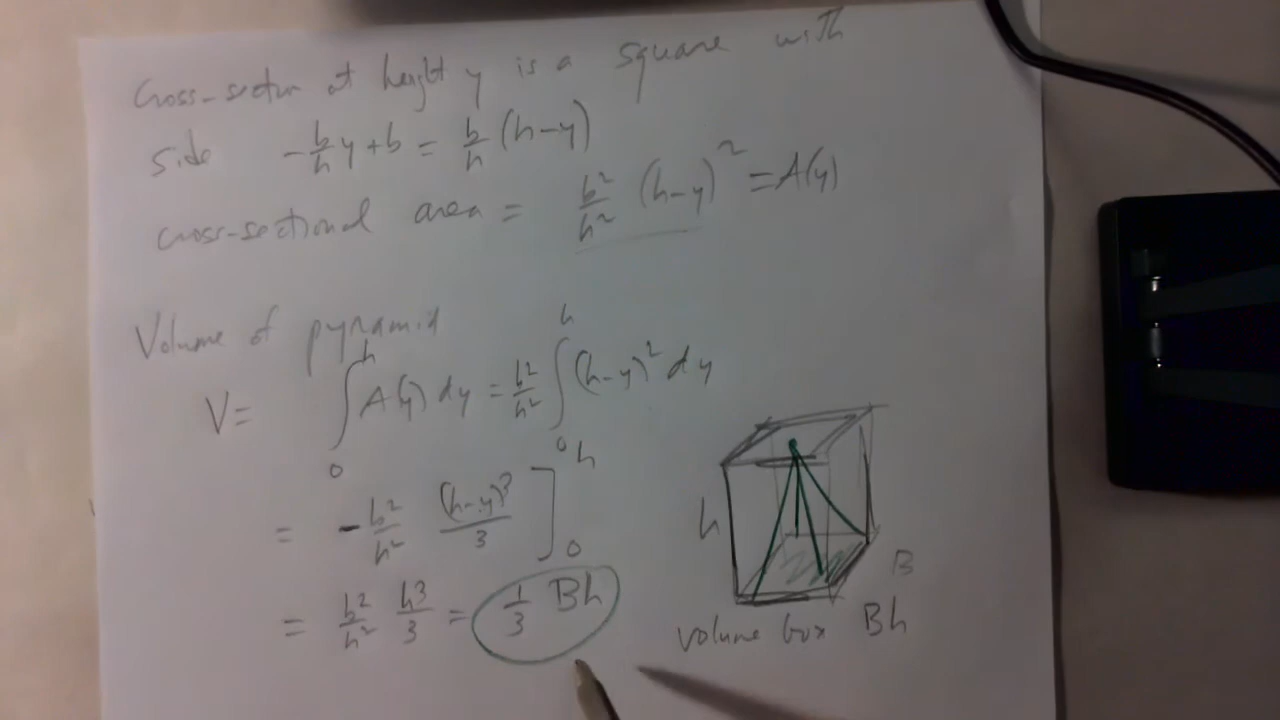 Cross-section at height y is a square with
side -b/h y + b = b/h (h-y)
cross-sectional area = b²/h² (h-y)² = A(y)
Volume of pyramid
V = ∫₀ʰ A(y) dy = b²/h² ∫₀ʰ (h-y)² dy
= - b²/h² (h-y)³/3 ]₀ʰ
= b²/h² h³/3 = 1/3 Bh
h
B
volume box Bh